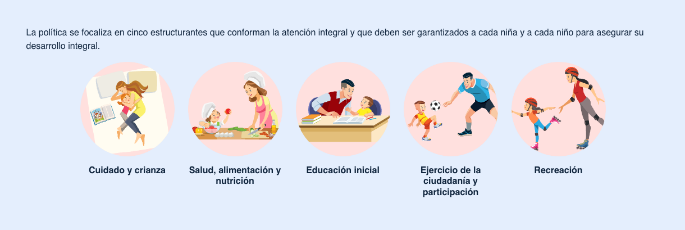 La política se focaliza en cinco estructurantes que conforman la atención integral y que deben ser garantizados a cada niña y a cada niño para asegurar su
desarrollo integral.
Cuidado y crianza
Salud, alimentación y
nutrición
Educación inicial
Ejercicio de la
ciudadanía y
participación
Recreación